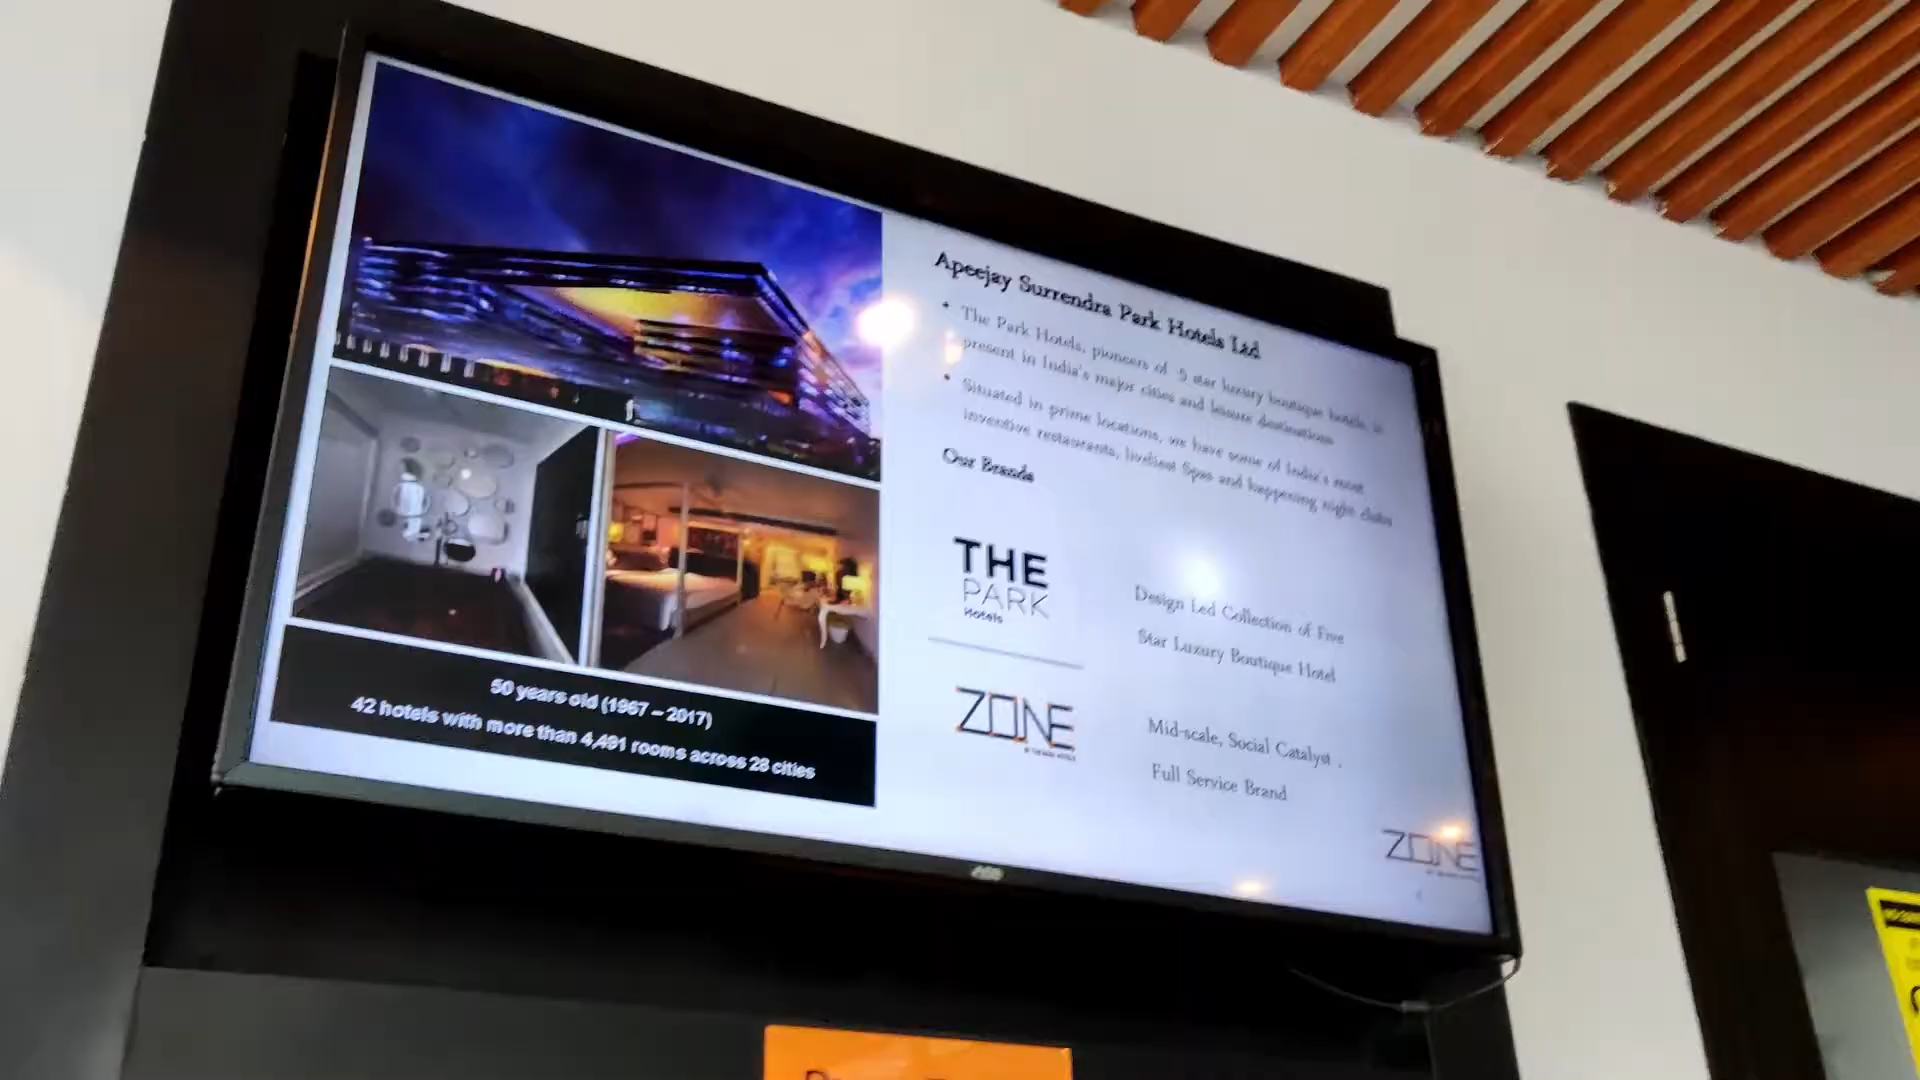 Apeejay Surrendra Park Hotels Ltd
• The Park Hotels, pioneers of 5 star luxury boutique hotels, is
present in India's major cities and leisure destinations
• Situated in prime locations, we have some of India's most
inventive restaurants, liveliest Spas and happening night clubs
Our Brands
THE
PARK
Hotels
Design Led Collection of Five
Star Luxury Boutique Hotel
ZONE
BY THE PARK HOTELS
Mid-scale, Social Catalyst .
Full Service Brand
50 years old (1967 – 2017)
42 hotels with more than 4,491 rooms across 28 cities
ZONE